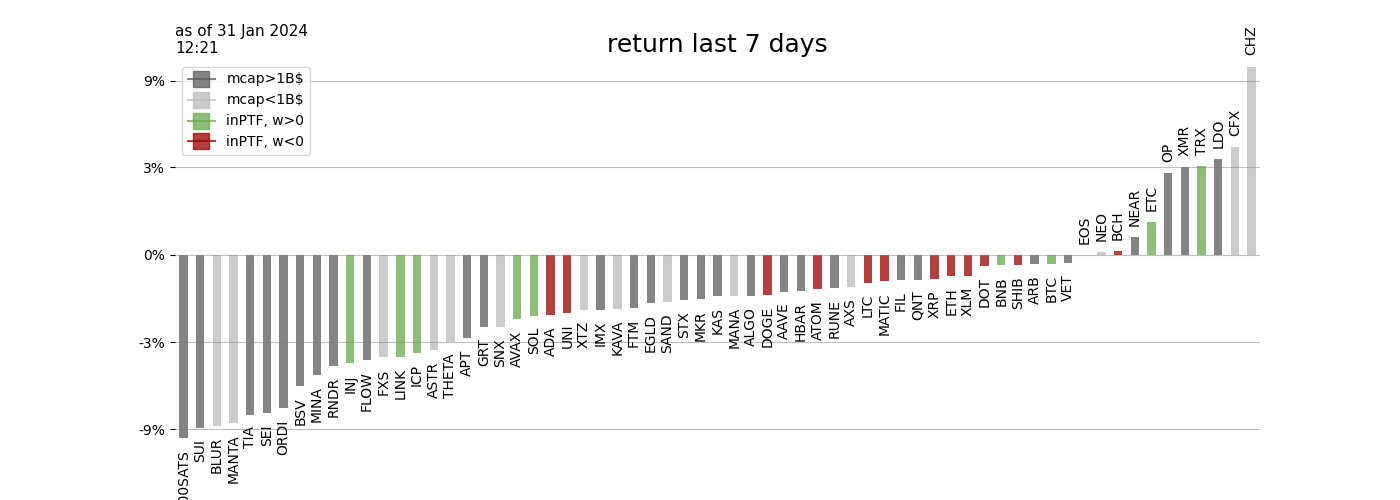 as of 31 Jan 2024
12:21
return last 7 days
mcap>1B$
mcap<1B$
inPTF, w>0
inPTF, w<0
9%
3%
0%
-3%
-9%
00SATS
SUI
BLUR
MANTA
TIA
SEI
ORDI
BSV
MINA
RNDR
INJ
FLOW
FXS
LINK
ICP
ASTR
THETA
APT
GRT
SNX
AVAX
SOL
ADA
UNI
XTZ
IMX
KAVA
FTM
EGLD
SAND
STX
MKR
KAS
MANA
ALGO
DOGE
AAVE
HBAR
ATOM
RUNE
AXS
LTC
MATIC
FIL
QNT
XRP
ETH
XLM
DOT
BNB
SHIB
ARB
BTC
VET
EOS
NEO
BCH
NEAR
ETC
OP
XMR
TRX
LDO
CFX
CHZ